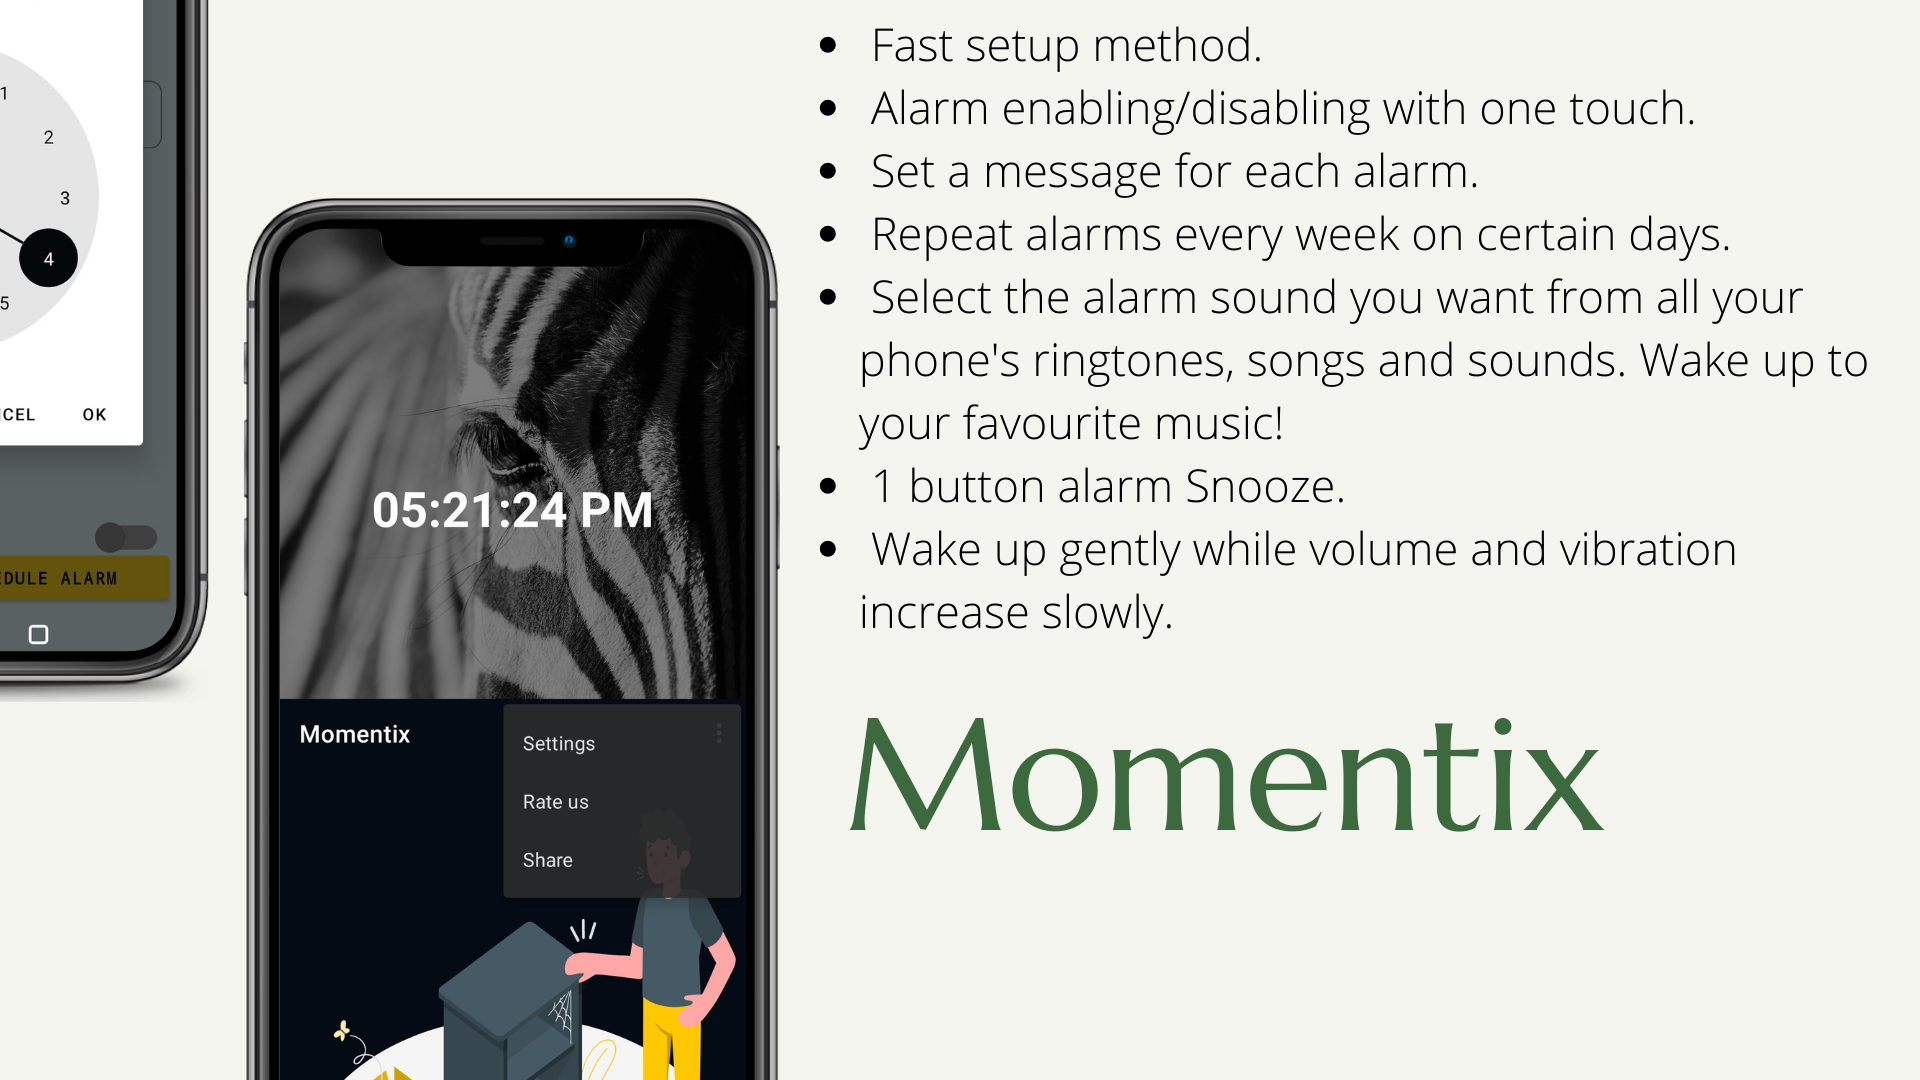 1
2
3
4
5
OK
ALARM
05:21:24 PM
Momentix
Settings
Rate us
Share
• Fast setup method.
• Alarm enabling/disabling with one touch.
• Set a message for each alarm.
• Repeat alarms every week on certain days.
• Select the alarm sound you want from all your
phone's ringtones, songs and sounds. Wake up to
your favourite music!
• 1 button alarm Snooze.
• Wake up gently while volume and vibration
increase slowly.
Momentix